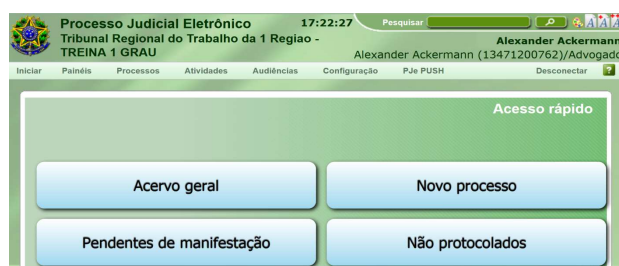 Processo Judicial Eletrônico 17:22:27 Pesquisar
Tribunal Regional do Trabalho da 1 Regiao -
TREINA 1 GRAU
Alexander Ackermann
Alexander Ackermann (13471200762)/Advogado
Iniciar Painéis Processos Atividades Audiências Configuração PJe PUSH Desconectar ?
Acesso rápido
Acervo geral Novo processo
Pendentes de manifestação Não protocolados